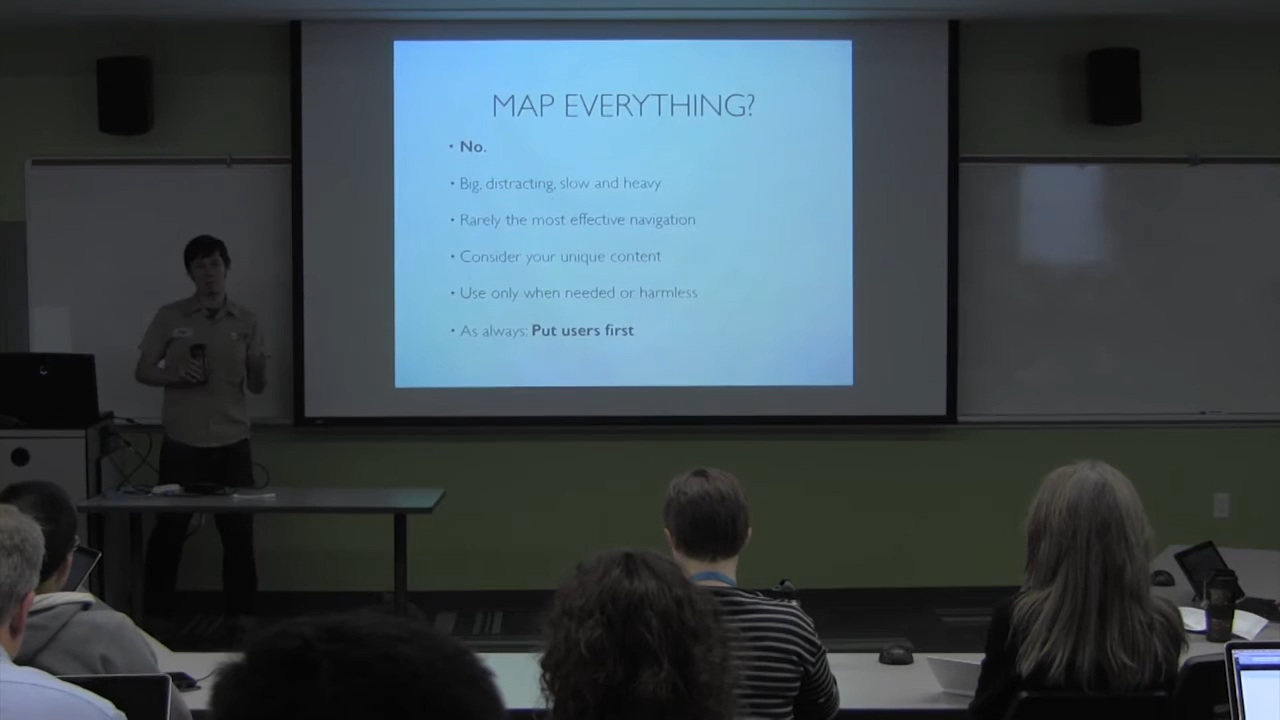 MAP EVERYTHING?
• No.
• Big, distracting, slow and heavy
• Rarely the most effective navigation
• Consider your unique content
• Use only when needed or harmless
• As always: Put users first